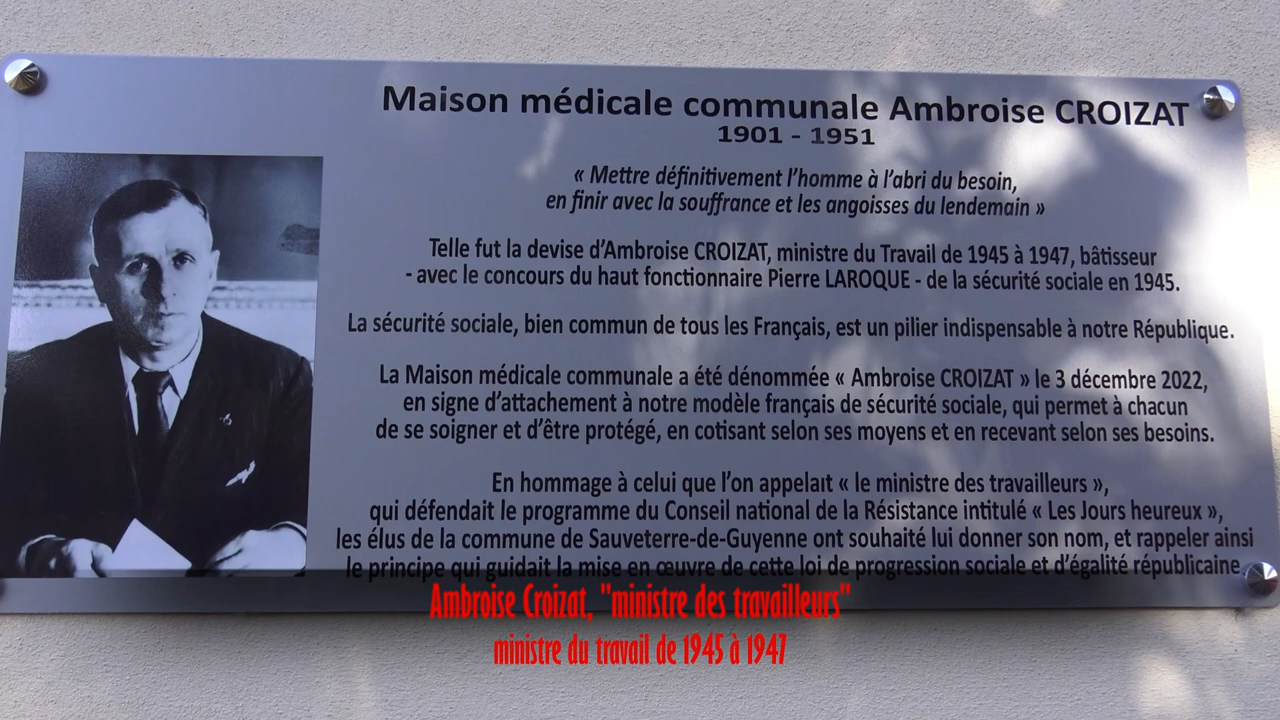 Maison médicale communale Ambroise CROIZAT
1901 - 1951
« Mettre définitivement l'homme à l'abri du besoin,
en finir avec la souffrance et les angoisses du lendemain »
Telle fut la devise d'Ambroise CROIZAT, ministre du Travail de 1945 à 1947, bâtisseur
- avec le concours du haut fonctionnaire Pierre LAROQUE - de la sécurité sociale en 1945.
La sécurité sociale, bien commun de tous les Français, est un pilier indispensable à notre République.
La Maison médicale communale a été dénommée « Ambroise CROIZAT » le 3 décembre 2022,
en signe d'attachement à notre modèle français de sécurité sociale, qui permet à chacun
de se soigner et d'être protégé, en cotisant selon ses moyens et en recevant selon ses besoins.
En hommage à celui que l'on appelait « le ministre des travailleurs »,
qui défendait le programme du Conseil national de la Résistance intitulé « Les Jours heureux »,
les élus de la commune de Sauveterre-de-Guyenne ont souhaité lui donner son nom, et rappeler ainsi
le principe qui guidait la mise en œuvre de cette loi de progression sociale et d'égalité républicaine.
Ambroise Croizat, "ministre des travailleurs"
ministre du travail de 1945 à 1947